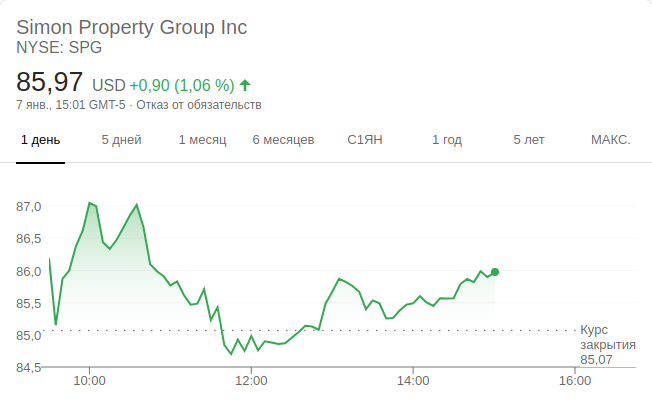 Simon Property Group Inc
NYSE: SPG
85,97 USD +0,90 (1,06 %)
7 янв., 15:01 GMT-5 · Отказ от обязательств
1 день 5 дней 1 месяц 6 месяцев С1ЯН 1 год 5 лет МАКС.
87,0
86,5
86,0
85,5
85,0
84,5
Курс
закрытия
85,07
10:00 12:00 14:00 16:00